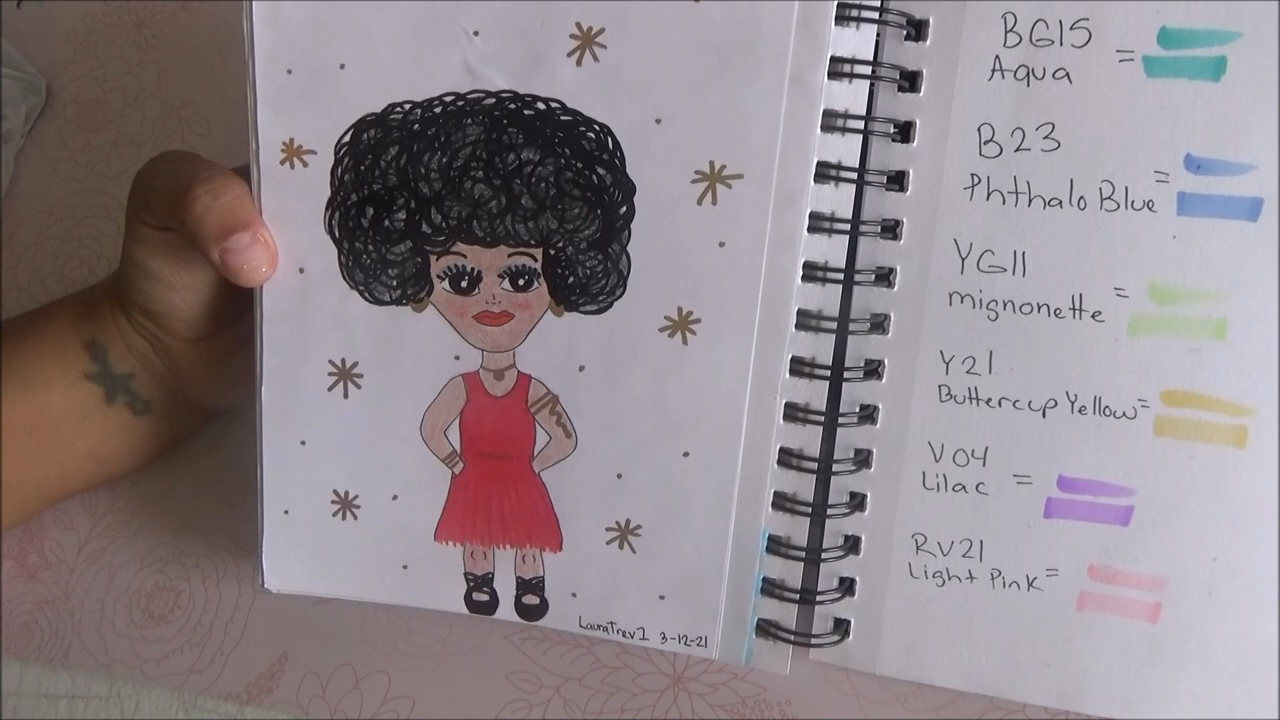 LauraTrev1 3-12-21
BG15
Aqua =
B23
Phthalo Blue =
YG11
mignonette =
Y21
Buttercup Yellow =
V04
Lilac =
RV21
Light Pink =